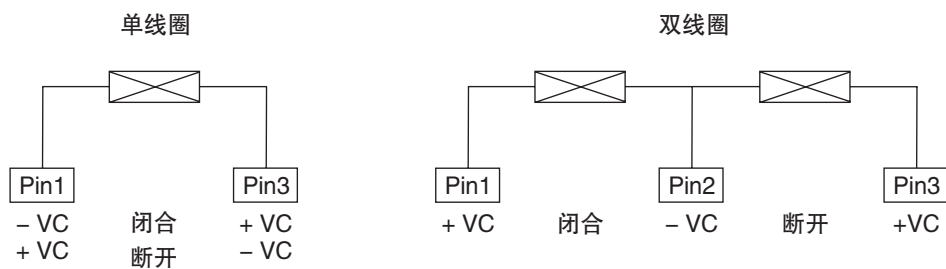 单线圈 双线圈
Pin1 Pin3 Pin1 Pin2 Pin3
– VC 闭合 + VC + VC 闭合 – VC 断开 +VC
+ VC 断开 – VC